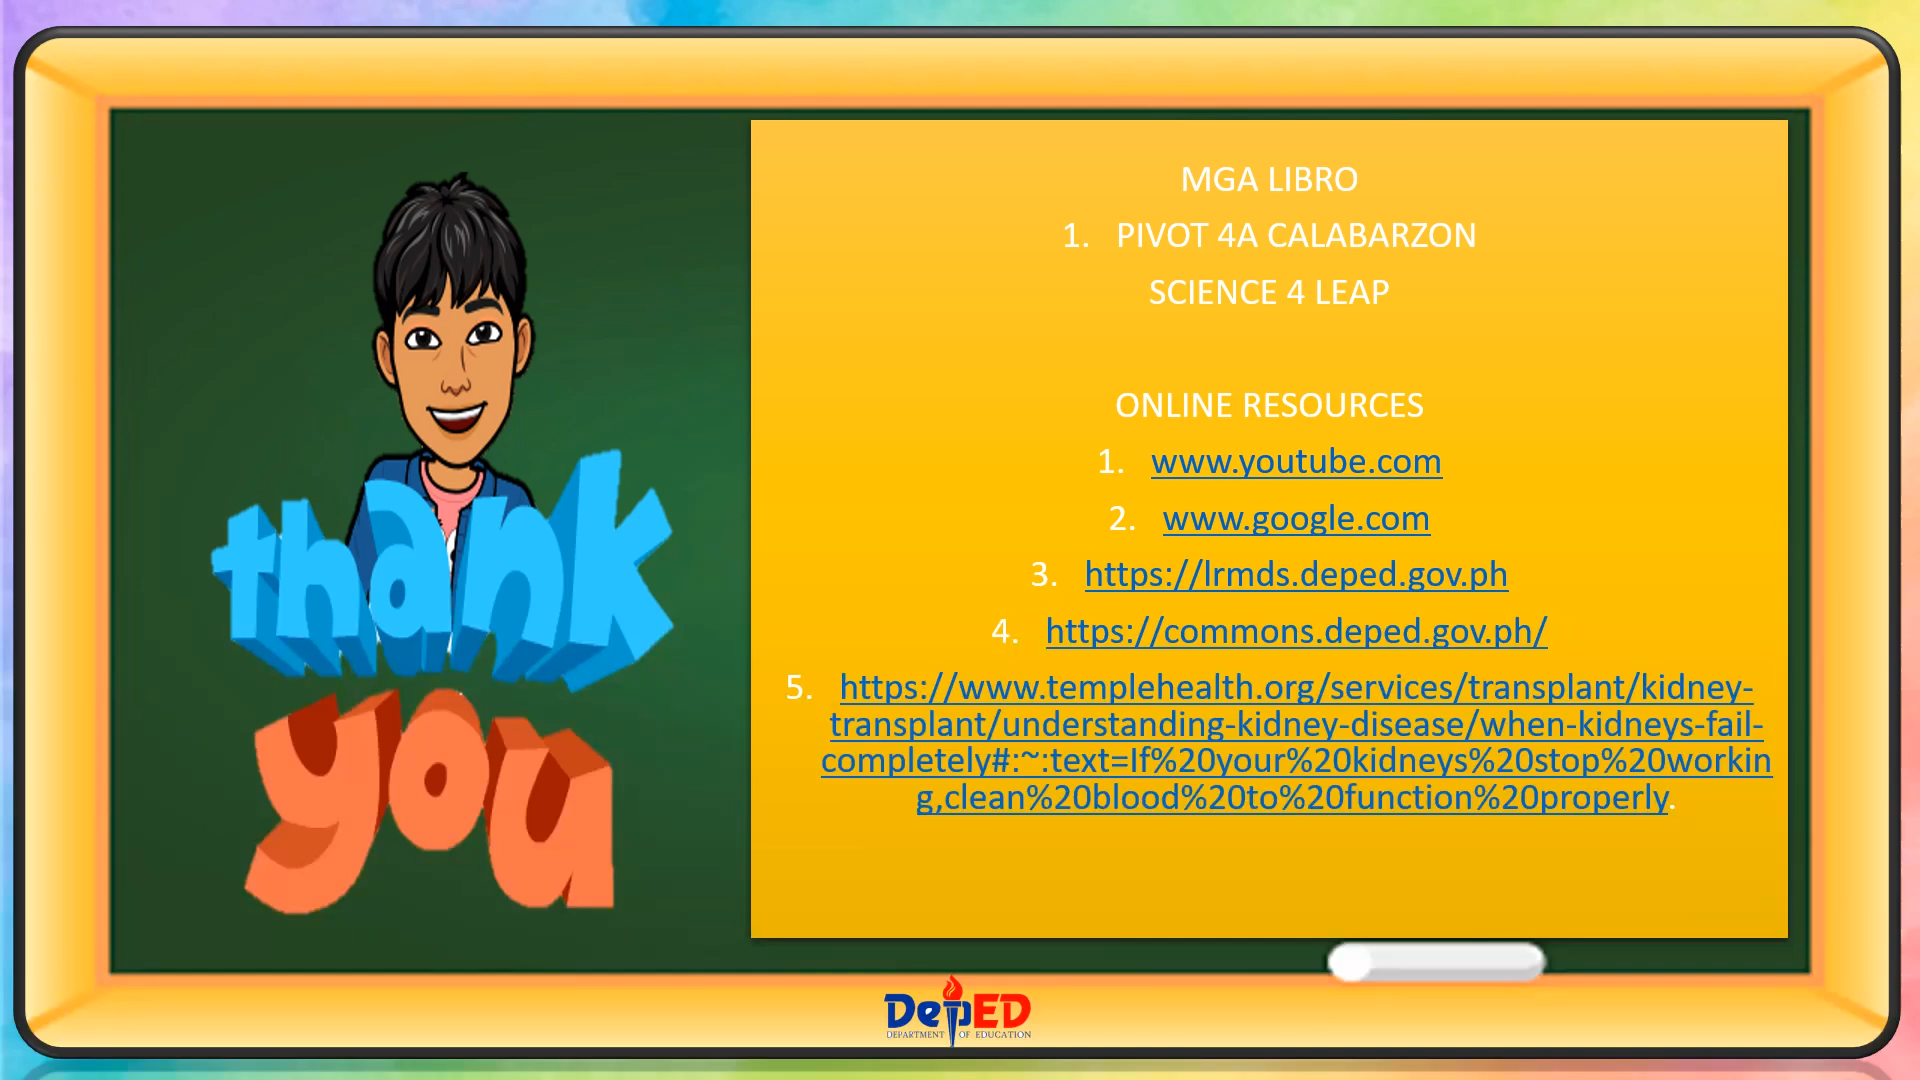 thank
you
MGA LIBRO
1. PIVOT 4A CALABARZON
SCIENCE 4 LEAP
ONLINE RESOURCES
1. www.youtube.com
2. www.google.com
3. https://lrmds.deped.gov.ph
4. https://commons.deped.gov.ph/
5. https://www.templehealth.org/services/transplant/kidney-
transplant/understanding-kidney-disease/when-kidneys-fail-
completely#:~:text=If%20your%20kidneys%20stop%20workin
g,clean%20blood%20to%20function%20properly.
DepED
DEPARTMENT OF EDUCATION